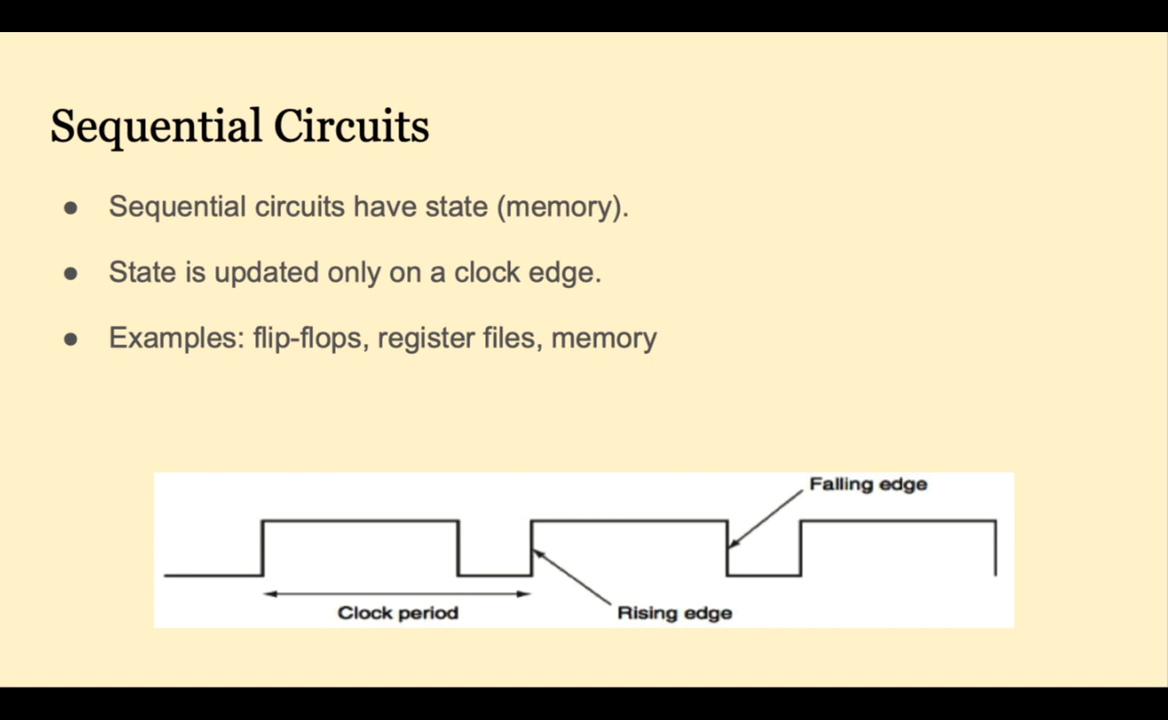 Sequential Circuits
● Sequential circuits have state (memory).
● State is updated only on a clock edge.
● Examples: flip-flops, register files, memory
Falling edge
Clock period
Rising edge